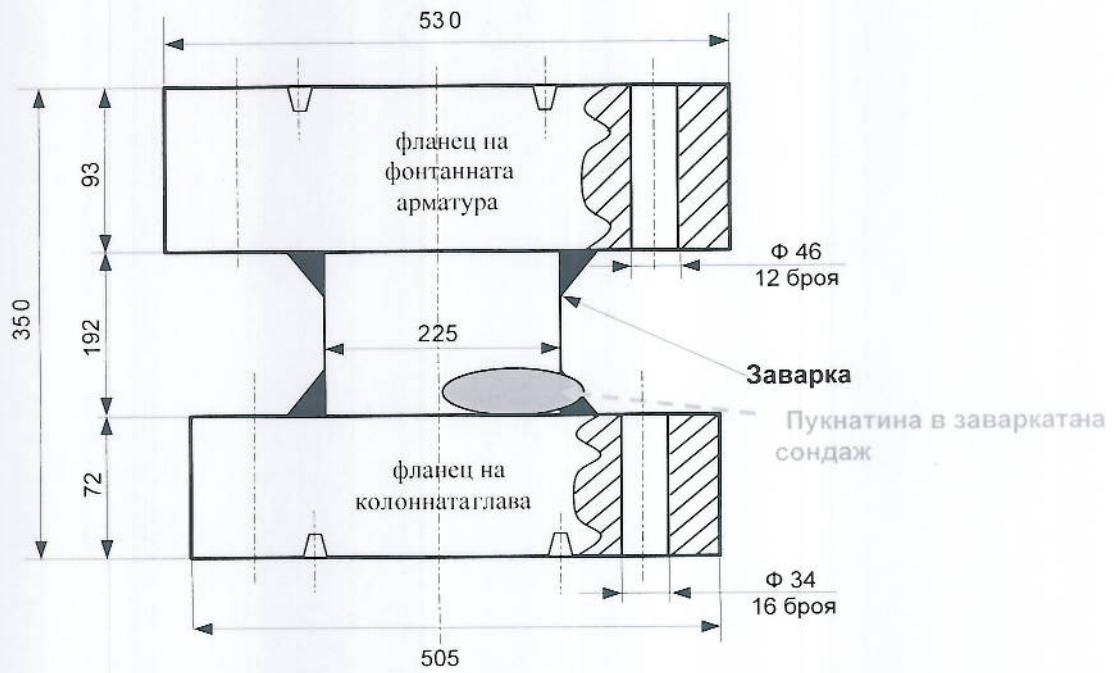 530
фланец на
фонтанната
арматура
93
Ф 46
12 броя
350
192
225
Заварка
Пукнатина в заваркатана
сондаж
72
фланец на
колоннатаглава
Ф 34
16 броя
505